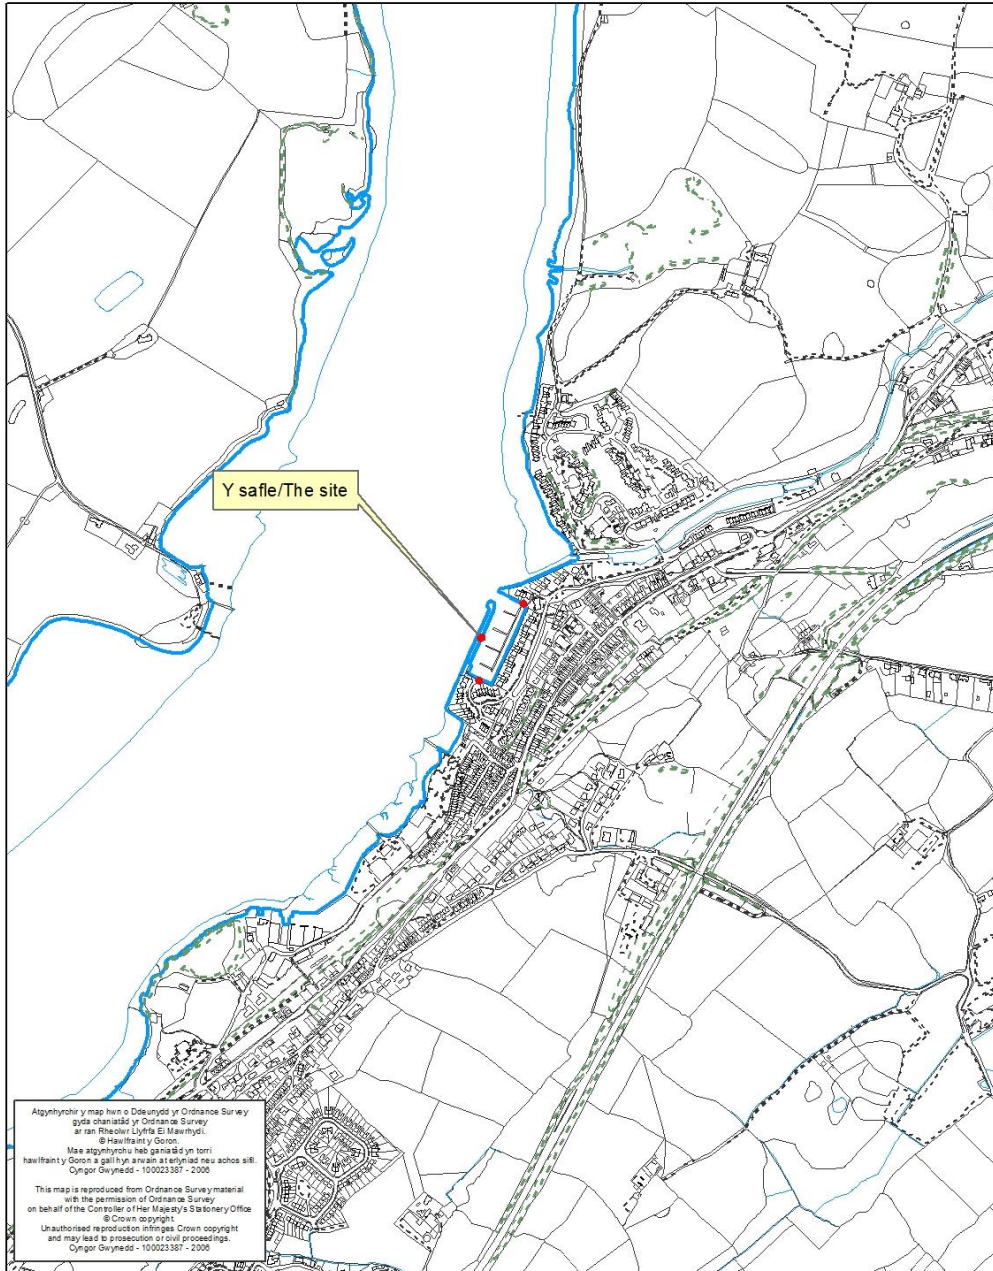 Y safle/The site
Atgynhyrchir y map hwn o Ddeunydd yr Ordnance Survey
gyda chaniatâd yr Ordnance Survey
ar ran Rheolwr Llyfrfa Ei Mawrhydi.
© Hawlfraint y Goron.
Mae atgynhyrchu heb ganiatâd yn torri
hawlfraint y Goron a gall hyn arwain at erlyniad neu achos sifil.
Cyngor Gwynedd - 100023387 - 2006
This map is reproduced from Ordnance Survey material
with the permission of Ordnance Survey
on behalf of the Controller of Her Majesty's Stationery Office
© Crown copyright.
Unauthorised reproduction infringes Crown copyright
and may lead to prosecution or civil proceedings.
Cyngor Gwynedd - 100023387 - 2006